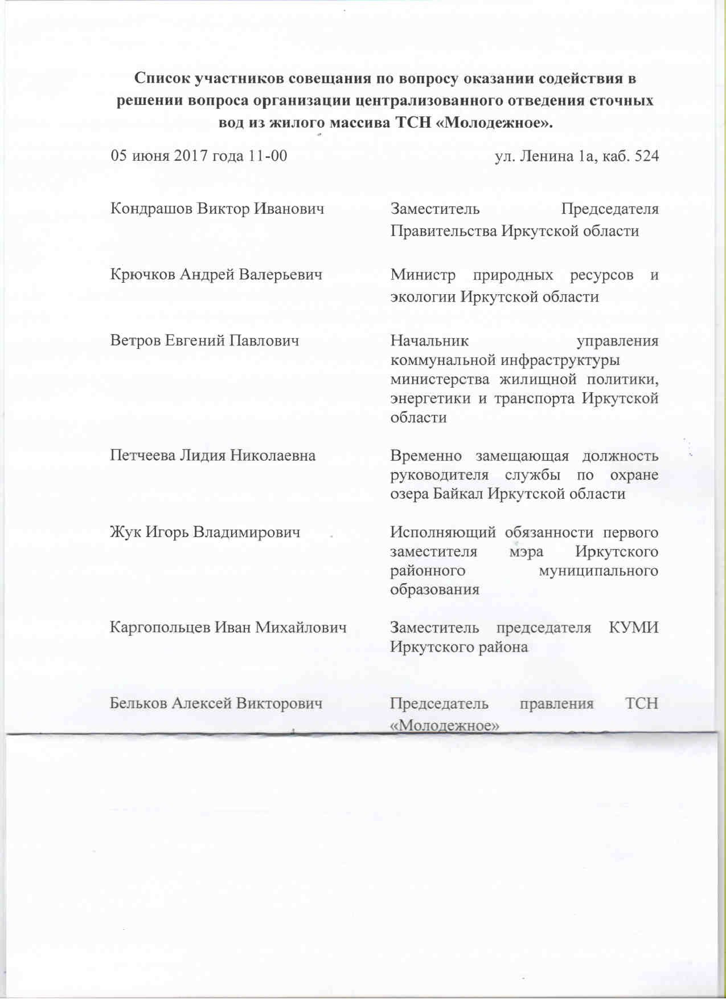 Список участников совещания по вопросу оказании содействия в
решении вопроса организации централизованного отведения сточных
вод из жилого массива ТСН «Молодежное».
05 июня 2017 года 11-00 ул. Ленина 1а, каб. 524
Кондрашов Виктор Иванович Заместитель Председателя
Правительства Иркутской области
Крючков Андрей Валерьевич Министр природных ресурсов и
экологии Иркутской области
Ветров Евгений Павлович Начальник управления
коммунальной инфраструктуры
министерства жилищной политики,
энергетики и транспорта Иркутской
области
Петчеева Лидия Николаевна Временно замещающая должность
руководителя службы по охране
озера Байкал Иркутской области
Жук Игорь Владимирович Исполняющий обязанности первого
заместителя мэра Иркутского
районного муниципального
образования
Каргопольцев Иван Михайлович Заместитель председателя КУМИ
Иркутского района
Бельков Алексей Викторович Председатель правления ТСН
«Молодежное»